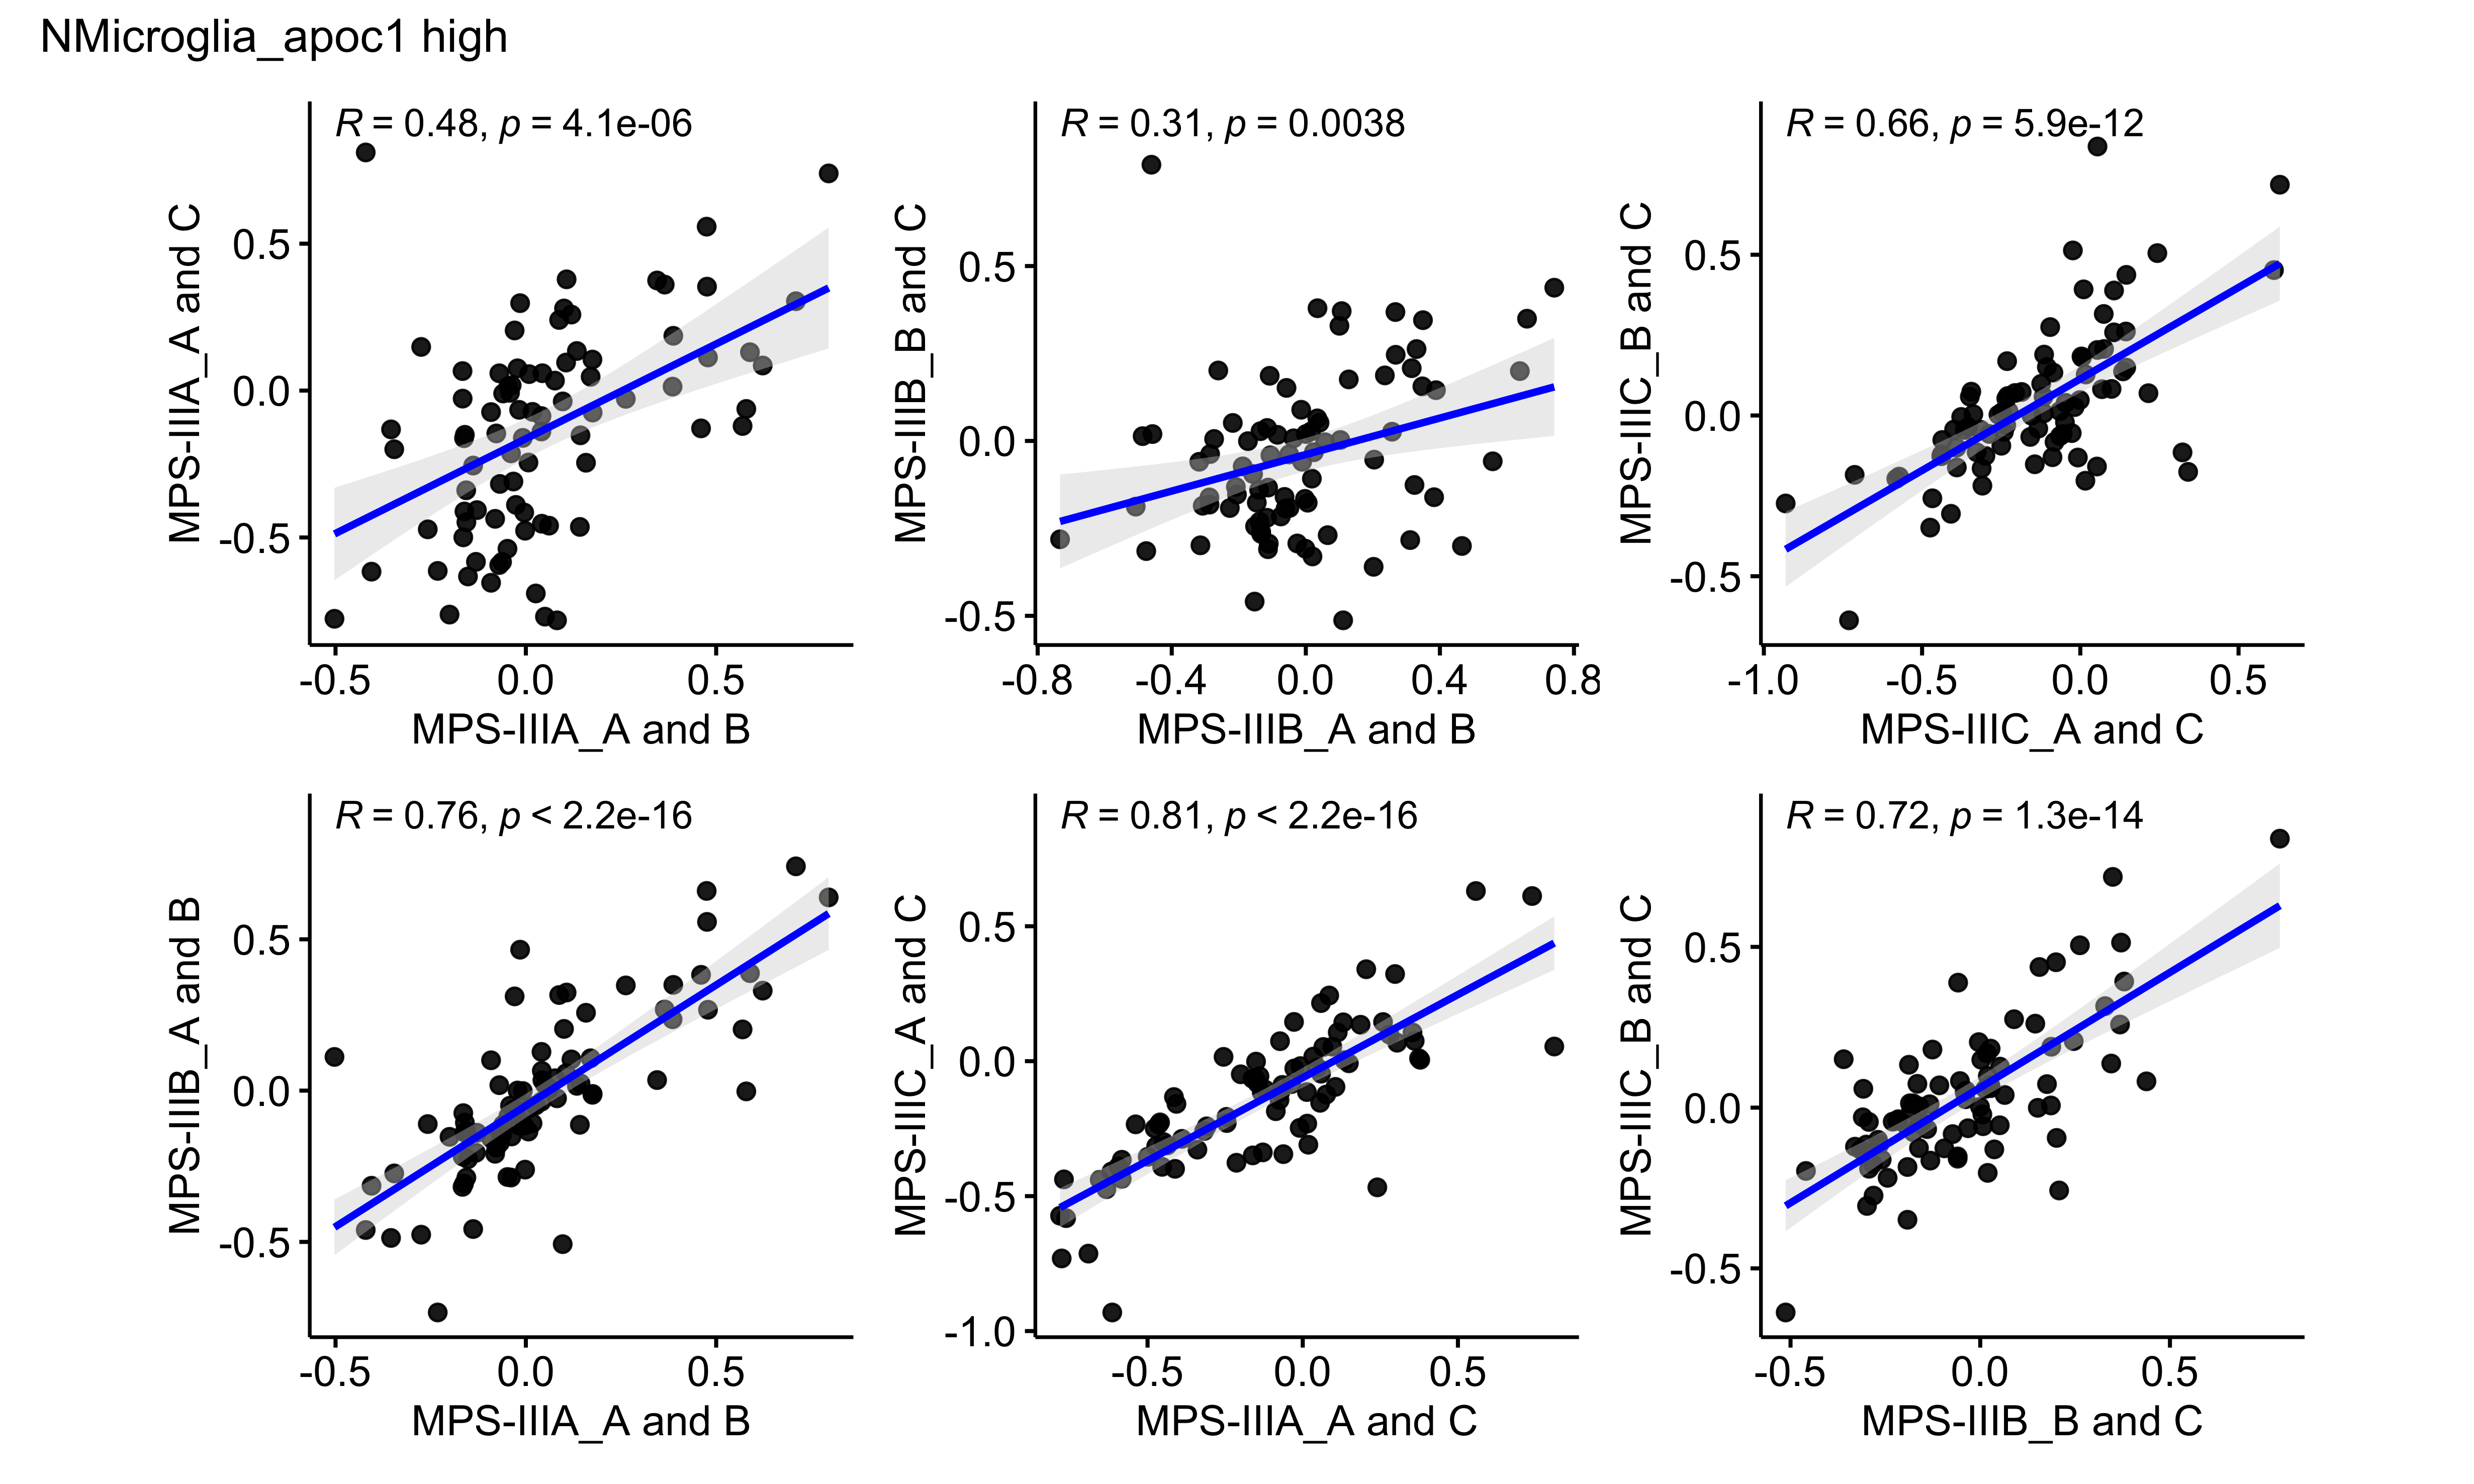 NMicroglia_apoc1 high
R = 0.48, p = 4.1e-06
MPS-IIIA_A and C
0.5
0.0
-0.5
-0.5 0.0 0.5
MPS-IIIA_A and B
R = 0.31, p = 0.0038
MPS-IIIB_B and C
0.5
0.0
-0.5
-0.8 -0.4 0.0 0.4 0.8
MPS-IIIB_A and B
R = 0.66, p = 5.9e-12
MPS-IIIC_B and C
0.5
0.0
-0.5
-1.0 -0.5 0.0 0.5
MPS-IIIC_A and C
R = 0.76, p < 2.2e-16
MPS-IIIB_A and B
0.5
0.0
-0.5
-0.5 0.0 0.5
MPS-IIIA_A and B
R = 0.81, p < 2.2e-16
MPS-IIIC_A and C
0.5
0.0
-0.5
-1.0
-0.5 0.0 0.5
MPS-IIIA_A and C
R = 0.72, p = 1.3e-14
MPS-IIIC_B and C
0.5
0.0
-0.5
-0.5 0.0 0.5
MPS-IIIB_B and C